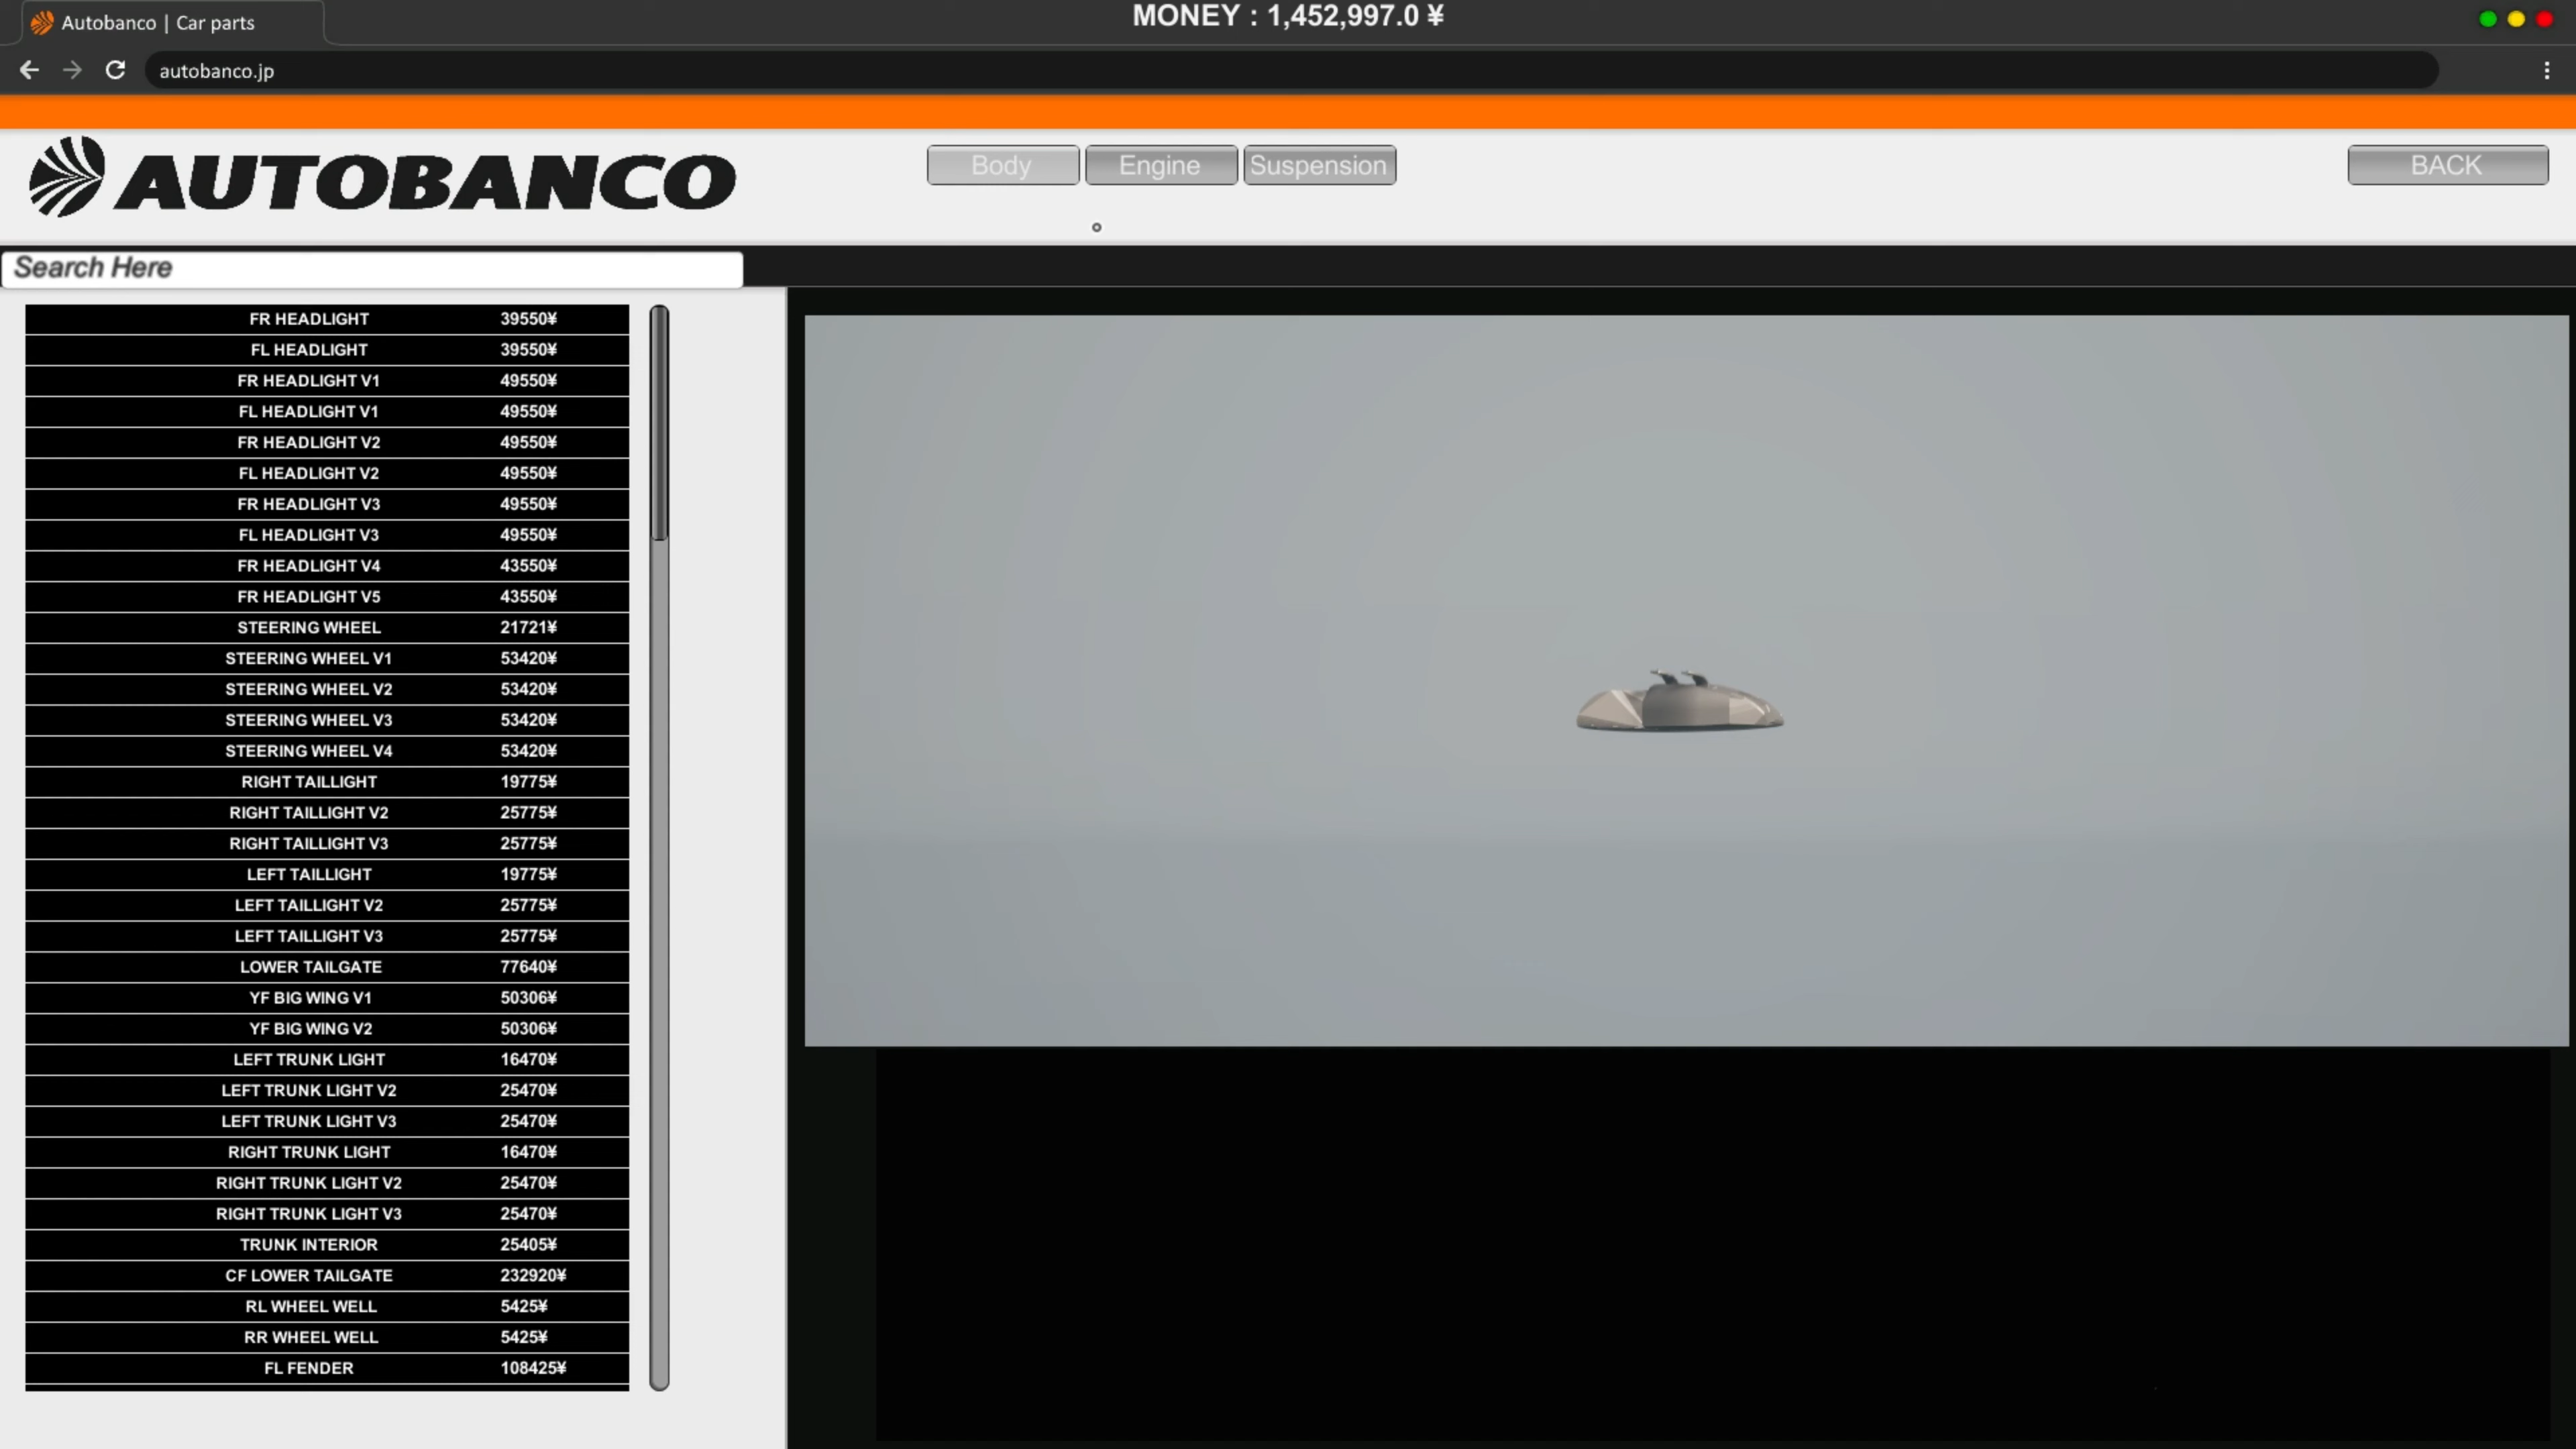 Autobanco | Car parts
MONEY : 1,452,997.0 ¥
autobanco.jp
AUTOBANCO
Body
Engine
Suspension
BACK
Search Here
FR HEADLIGHT 39550¥
FL HEADLIGHT 39550¥
FR HEADLIGHT V1 49550¥
FL HEADLIGHT V1 49550¥
FR HEADLIGHT V2 49550¥
FL HEADLIGHT V2 49550¥
FR HEADLIGHT V3 49550¥
FL HEADLIGHT V3 49550¥
FR HEADLIGHT V4 43550¥
FR HEADLIGHT V5 43550¥
STEERING WHEEL 21721¥
STEERING WHEEL V1 53420¥
STEERING WHEEL V2 53420¥
STEERING WHEEL V3 53420¥
STEERING WHEEL V4 53420¥
RIGHT TAILLIGHT 19775¥
RIGHT TAILLIGHT V2 25775¥
RIGHT TAILLIGHT V3 25775¥
LEFT TAILLIGHT 19775¥
LEFT TAILLIGHT V2 25775¥
LEFT TAILLIGHT V3 25775¥
LOWER TAILGATE 77640¥
YF BIG WING V1 50306¥
YF BIG WING V2 50306¥
LEFT TRUNK LIGHT 16470¥
LEFT TRUNK LIGHT V2 25470¥
LEFT TRUNK LIGHT V3 25470¥
RIGHT TRUNK LIGHT 16470¥
RIGHT TRUNK LIGHT V2 25470¥
RIGHT TRUNK LIGHT V3 25470¥
TRUNK INTERIOR 25405¥
CF LOWER TAILGATE 232920¥
RL WHEEL WELL 5425¥
RR WHEEL WELL 5425¥
FL FENDER 108425¥